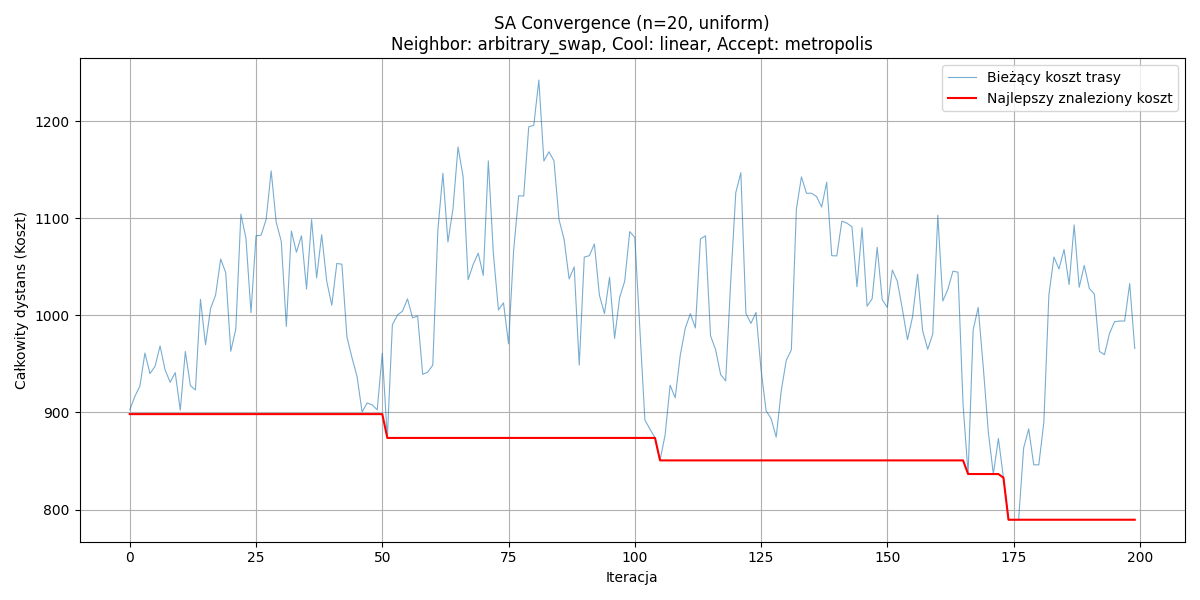 SA Convergence (n=20, uniform)
Neighbor: arbitrary_swap, Cool: linear, Accept: metropolis
Bieżący koszt trasy
Najlepszy znaleziony koszt
Całkowity dystans (Koszt)
1200
1100
1000
900
800
0 25 50 75 100 125 150 175 200
Iteracja